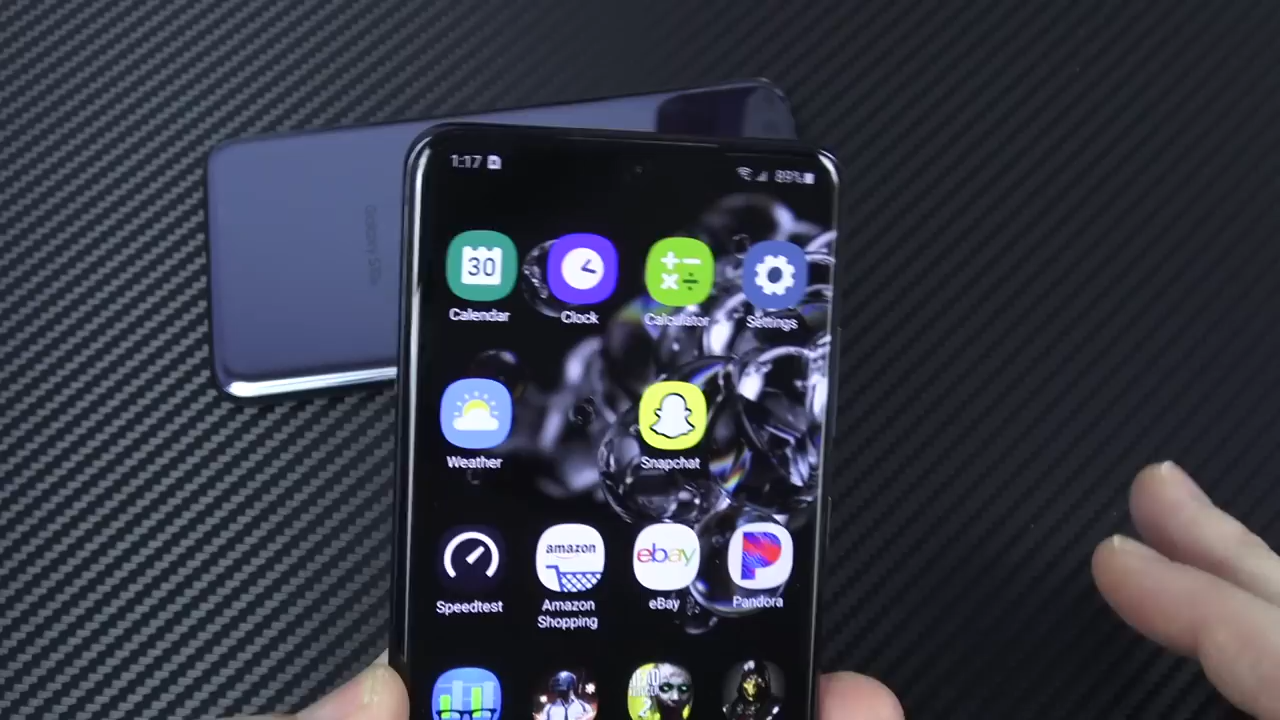 1:17
89%
30
Calendar
Clock
Calculator
Settings
Weather
Snapchat
Speedtest
amazon
Amazon
Shopping
ebay
eBay
P
Pandora